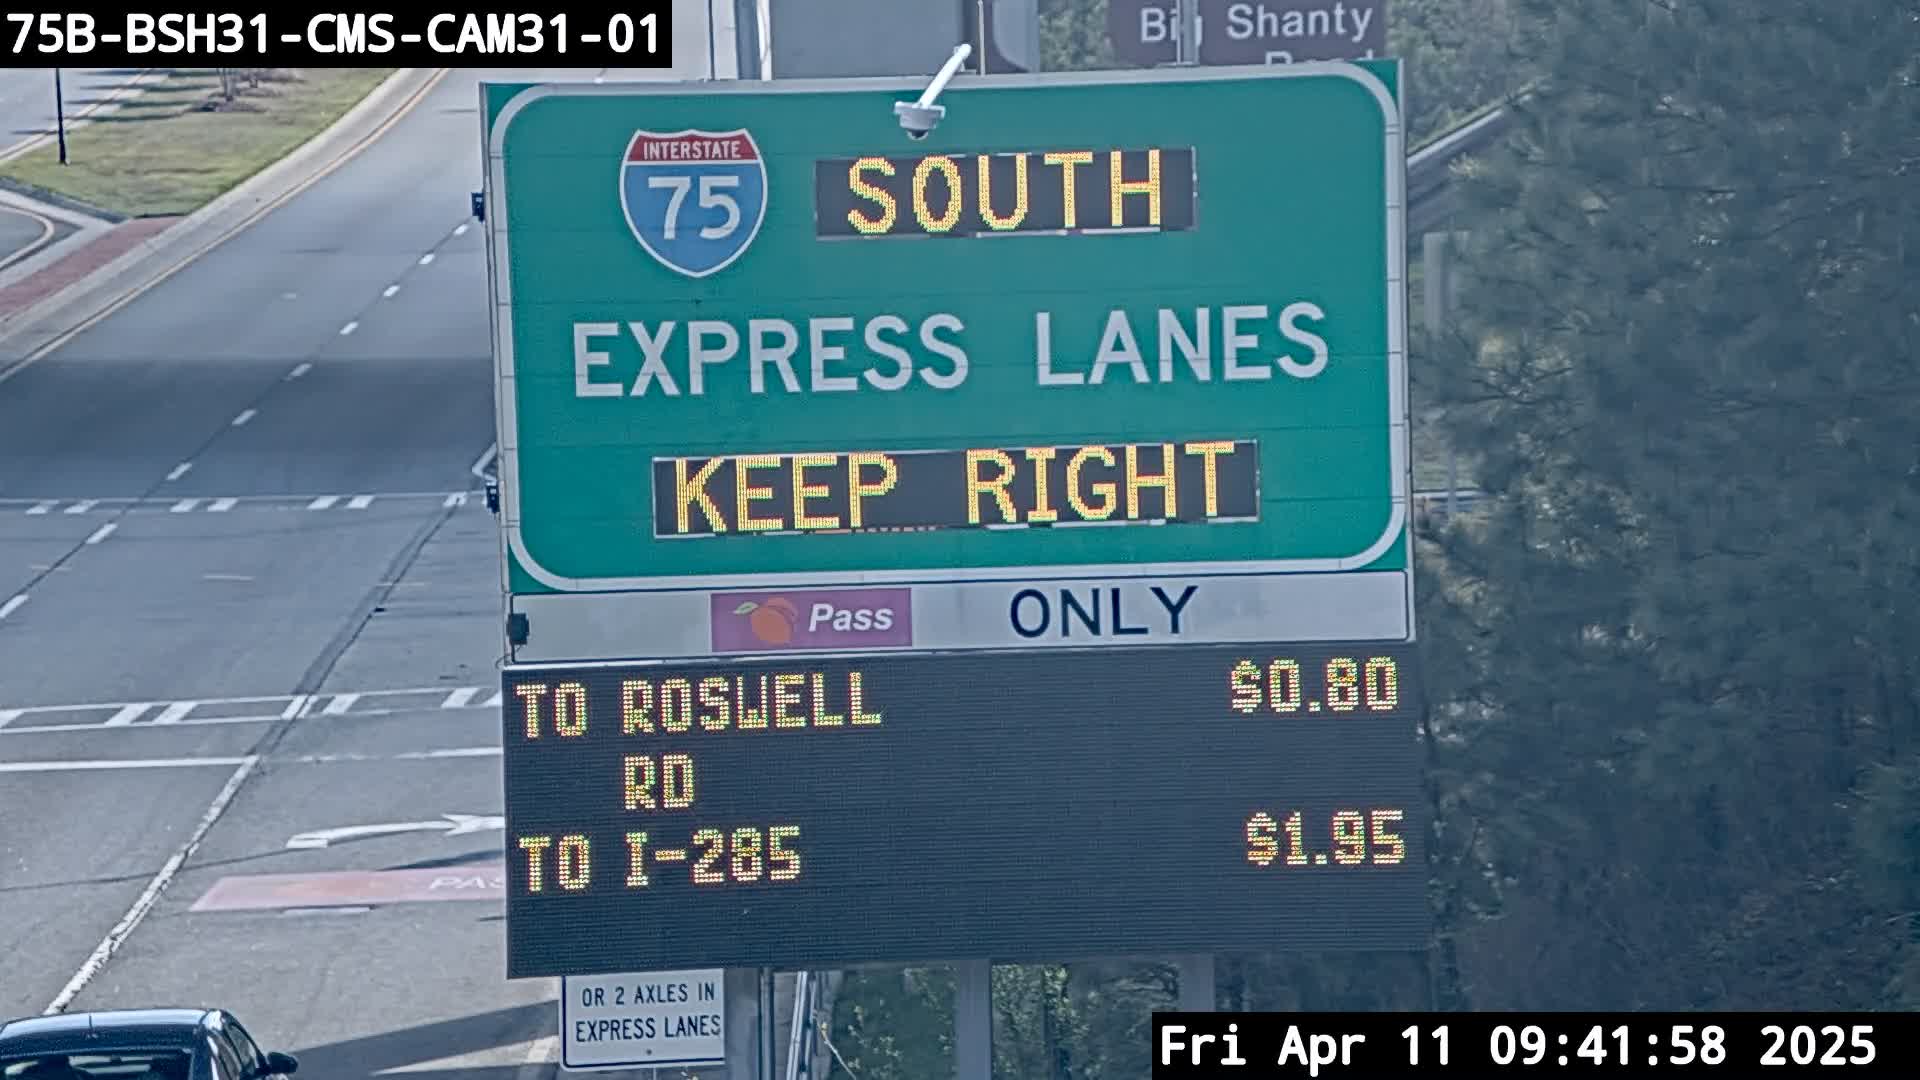 75B-BSH31-CMS-CAM31-01
Big Shanty
INTERSTATE
75
SOUTH
EXPRESS LANES
KEEP RIGHT
Pass ONLY
TO ROSWELL $0.80
RD
TO I-285 $1.95
OR 2 AXLES IN
EXPRESS LANES
Fri Apr 11 09:41:58 2025